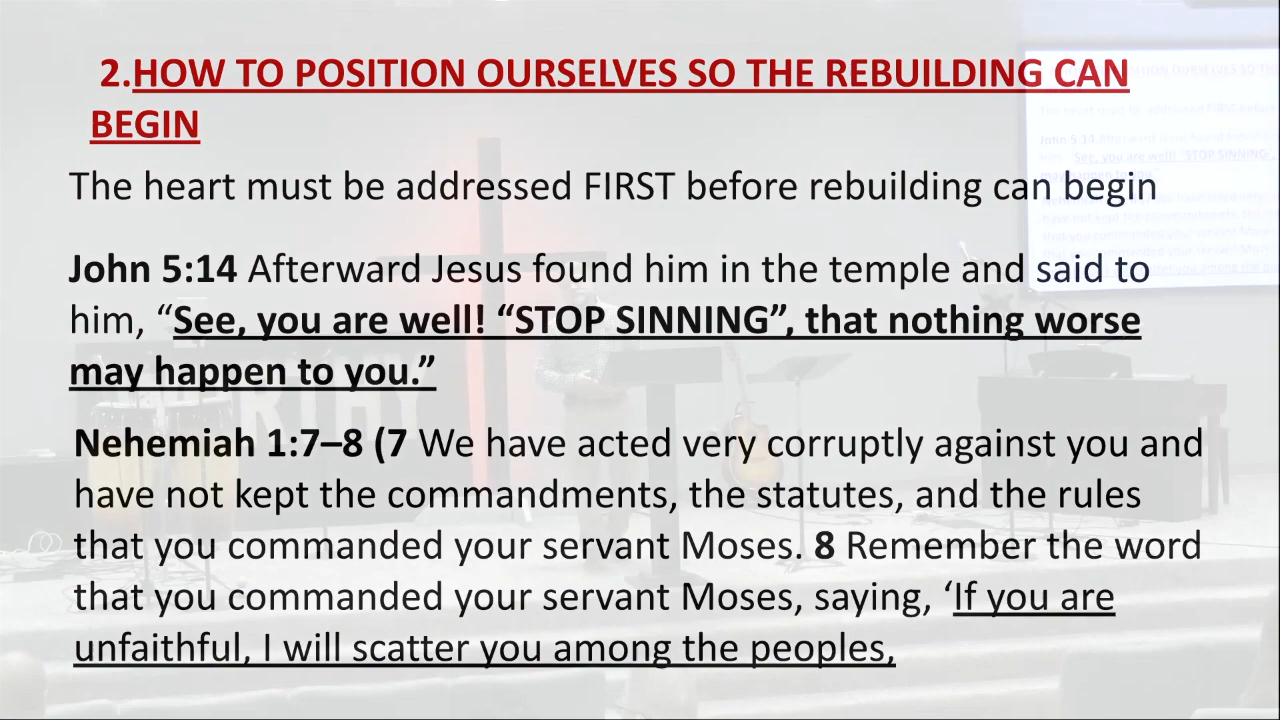 2.HOW TO POSITION OURSELVES SO THE REBUILDING CAN
BEGIN
The heart must be addressed FIRST before rebuilding can begin
John 5:14 Afterward Jesus found him in the temple and said to
him, “See, you are well! “STOP SINNING”, that nothing worse
may happen to you.”
Nehemiah 1:7–8 (7 We have acted very corruptly against you and
have not kept the commandments, the statutes, and the rules
that you commanded your servant Moses. 8 Remember the word
that you commanded your servant Moses, saying, ‘If you are
unfaithful, I will scatter you among the peoples,